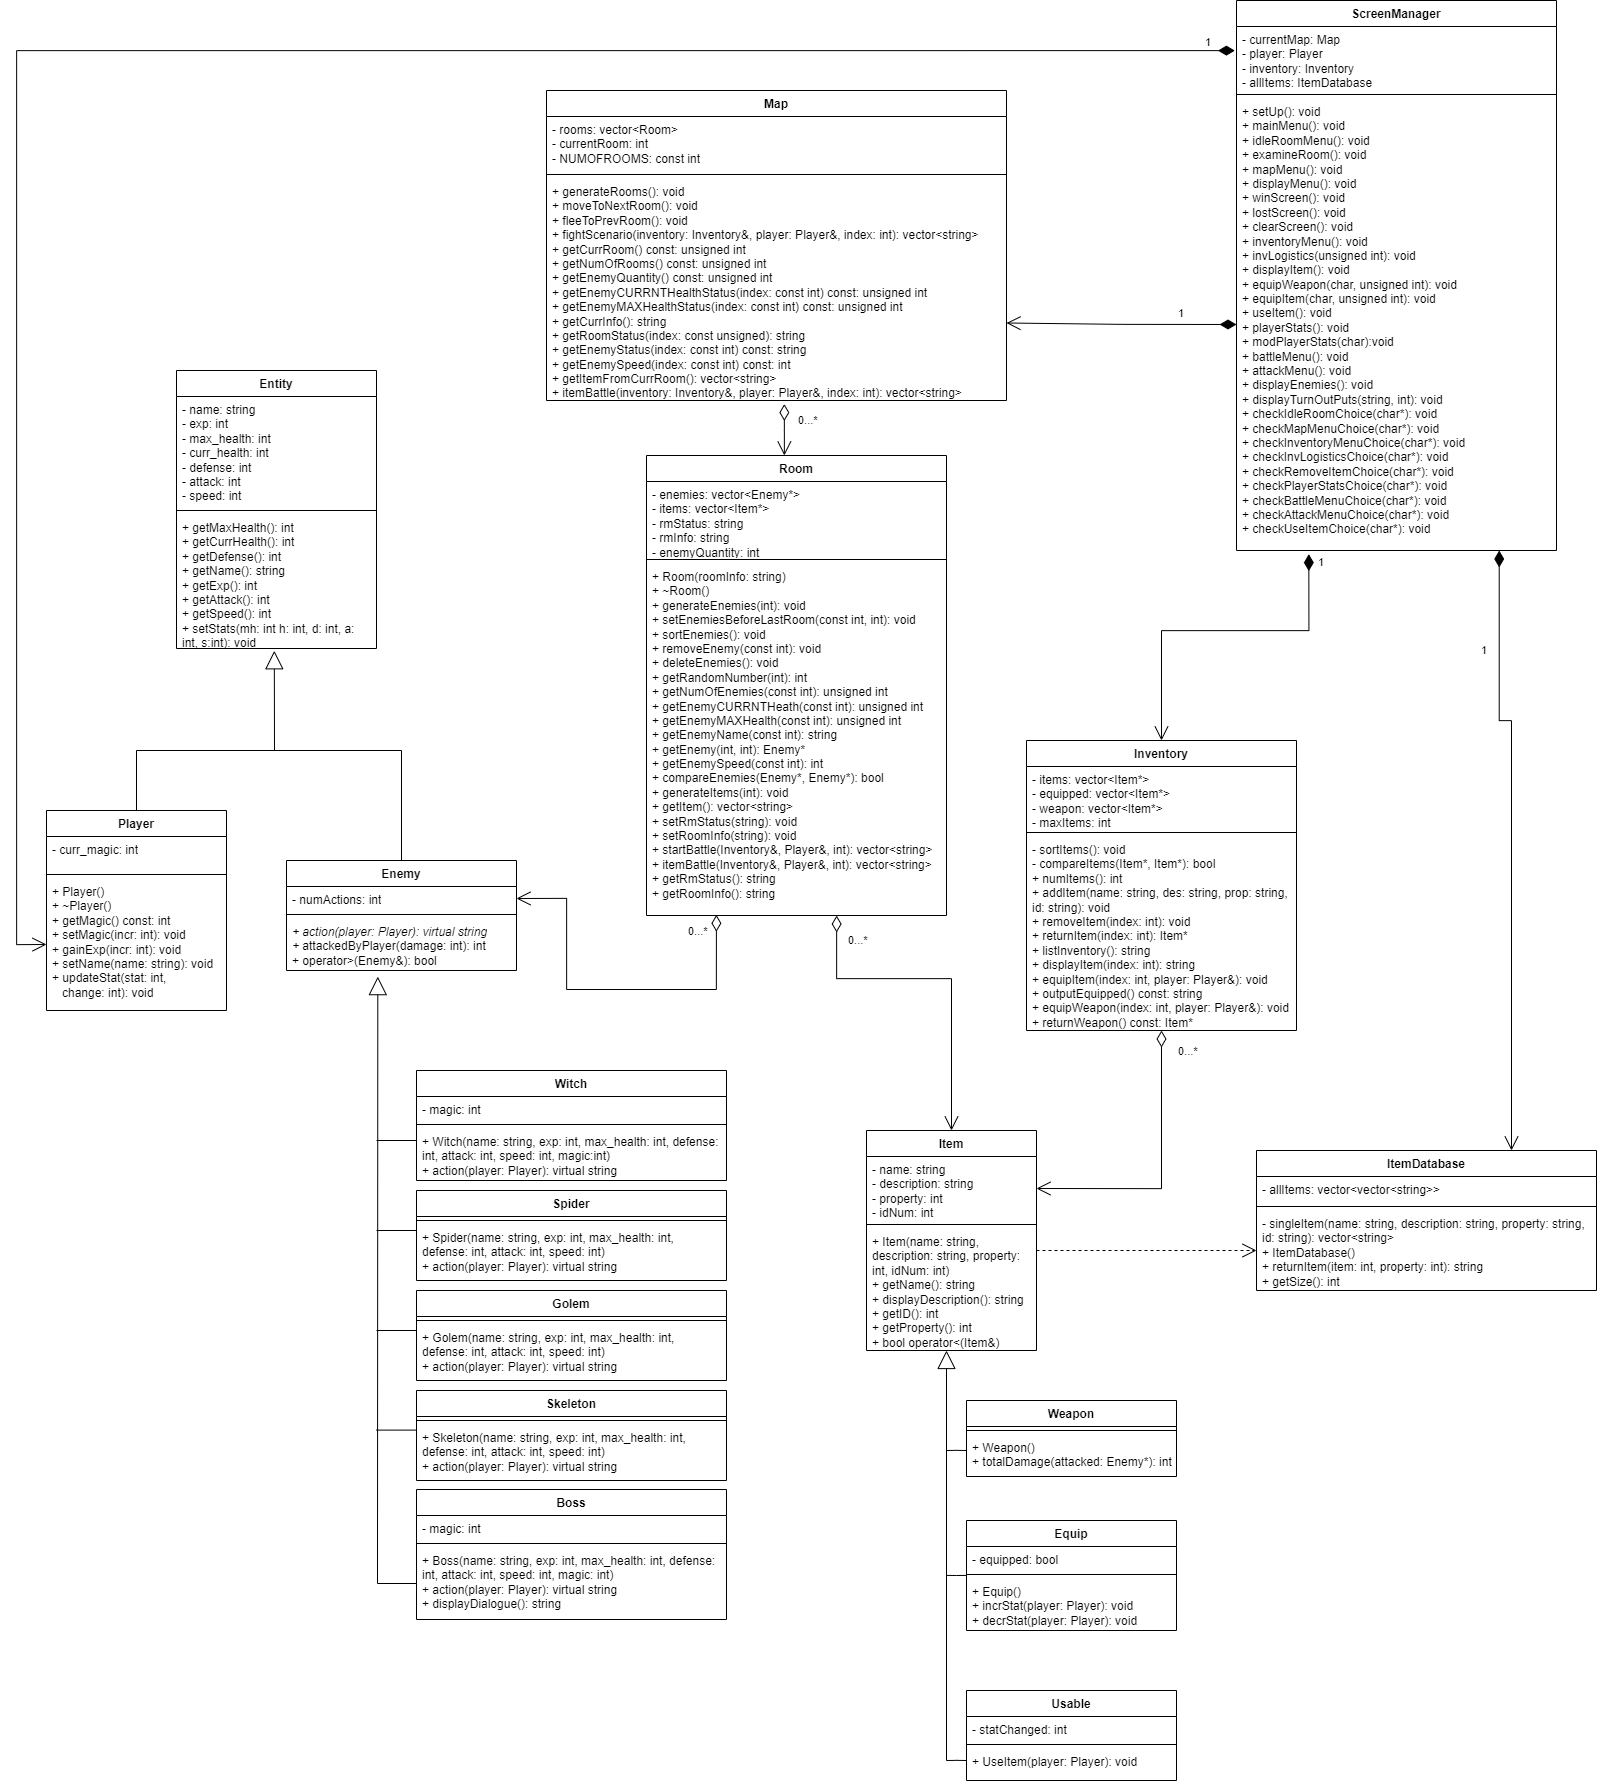 ScreenManager
- currentMap: Map
- player: Player
- inventory: Inventory
- allItems: ItemDatabase
+ setUp(): void
+ mainMenu(): void
+ idleRoomMenu(): void
+ examineRoom(): void
+ mapMenu(): void
+ displayMenu(): void
+ winScreen(): void
+ lostScreen(): void
+ clearScreen(): void
+ inventoryMenu(): void
+ invLogistics(unsigned int): void
+ displayItem(): void
+ equipWeapon(char, unsigned int): void
+ equipItem(char, unsigned int): void
+ useItem(): void
+ playerStats(): void
+ modPlayerStats(char):void
+ battleMenu(): void
+ attackMenu(): void
+ displayEnemies(): void
+ displayTurnOutPuts(string, int): void
+ checkIdleRoomChoice(char*): void
+ checkMapMenuChoice(char*): void
+ checkInventoryMenuChoice(char*): void
+ checkInvLogisticsChoice(char*): void
+ checkRemoveItemChoice(char*): void
+ checkPlayerStatsChoice(char*): void
+ checkBattleMenuChoice(char*): void
+ checkAttackMenuChoice(char*): void
+ checkUseItemChoice(char*): void
1
1
1
1
Map
- rooms: vector<Room>
- currentRoom: int
- NUMOFROOMS: const int
+ generateRooms(): void
+ moveToNextRoom(): void
+ fleeToPrevRoom(): void
+ fightScenario(inventory: Inventory&, player: Player&, index: int): vector<string>
+ getCurrRoom() const: unsigned int
+ getNumOfRooms() const: unsigned int
+ getEnemyQuantity() const: unsigned int
+ getEnemyCURRNTHealthStatus(index: const int) const: unsigned int
+ getEnemyMAXHealthStatus(index: const int) const: unsigned int
+ getCurrInfo(): string
+ getRoomStatus(index: const unsigned): string
+ getEnemyStatus(index: const int) const: string
+ getEnemySpeed(index: const int) const: int
+ getItemFromCurrRoom(): vector<string>
+ itemBattle(inventory: Inventory&, player: Player&, index: int): vector<string>
0...*
Entity
- name: string
- exp: int
- max_health: int
- curr_health: int
- defense: int
- attack: int
- speed: int
+ getMaxHealth(): int
+ getCurrHealth(): int
+ getDefense(): int
+ getName(): string
+ getExp(): int
+ getAttack(): int
+ getSpeed(): int
+ setStats(mh: int h: int, d: int, a:
int, s:int): void
Room
- enemies: vector<Enemy*>
- items: vector<Item*>
- rmStatus: string
- rmInfo: string
- enemyQuantity: int
+ Room(roomInfo: string)
+ ~Room()
+ generateEnemies(int): void
+ setEnemiesBeforeLastRoom(const int, int): void
+ sortEnemies(): void
+ removeEnemy(const int): void
+ deleteEnemies(): void
+ getRandomNumber(int): int
+ getNumOfEnemies(const int): unsigned int
+ getEnemyCURRNTHeath(const int): unsigned int
+ getEnemyMAXHealth(const int): unsigned int
+ getEnemyName(const int): string
+ getEnemy(int, int): Enemy*
+ getEnemySpeed(const int): int
+ compareEnemies(Enemy*, Enemy*): bool
+ generateItems(int): void
+ getItem(): vector<string>
+ setRmStatus(string): void
+ setRoomInfo(string): void
+ startBattle(Inventory&, Player&, int): vector<string>
+ itemBattle(Inventory&, Player&, int): vector<string>
+ getRmStatus(): string
+ getRoomInfo(): string
0...*
0...*
Player
- curr_magic: int
+ Player()
+ ~Player()
+ getMagic() const: int
+ setMagic(incr: int): void
+ gainExp(incr: int): void
+ setName(name: string): void
+ updateStat(stat: int,
change: int): void
Enemy
- numActions: int
+ action(player: Player): virtual string
+ attackedByPlayer(damage: int): int
+ operator>(Enemy&): bool
Inventory
- items: vector<Item*>
- equipped: vector<Item*>
- weapon: vector<Item*>
- maxItems: int
- sortItems(): void
- compareItems(Item*, Item*): bool
+ numItems(): int
+ addItem(name: string, des: string, prop: string,
id: string): void
+ removeItem(index: int): void
+ returnItem(index: int): Item*
+ listInventory(): string
+ displayItem(index: int): string
+ equipItem(index: int, player: Player&): void
+ outputEquipped() const: string
+ equipWeapon(index: int, player: Player&): void
+ returnWeapon() const: Item*
0...*
Witch
- magic: int
+ Witch(name: string, exp: int, max_health: int, defense:
int, attack: int, speed: int, magic:int)
+ action(player: Player): virtual string
Spider
+ Spider(name: string, exp: int, max_health: int,
defense: int, attack: int, speed: int)
+ action(player: Player): virtual string
Golem
+ Golem(name: string, exp: int, max_health: int,
defense: int, attack: int, speed: int)
+ action(player: Player): virtual string
Skeleton
+ Skeleton(name: string, exp: int, max_health: int,
defense: int, attack: int, speed: int)
+ action(player: Player): virtual string
Boss
- magic: int
+ Boss(name: string, exp: int, max_health: int, defense:
int, attack: int, speed: int, magic: int)
+ action(player: Player): virtual string
+ displayDialogue(): string
Item
- name: string
- description: string
- property: int
- idNum: int
+ Item(name: string,
description: string, property:
int, idNum: int)
+ getName(): string
+ displayDescription(): string
+ getID(): int
+ getProperty(): int
+ bool operator<(Item&)
ItemDatabase
- allItems: vector<vector<string>>
- singleItem(name: string, description: string, property: string,
id: string): vector<string>
+ ItemDatabase()
+ returnItem(item: int, property: int): string
+ getSize(): int
Weapon
+ Weapon()
+ totalDamage(attacked: Enemy*): int
Equip
- equipped: bool
+ Equip()
+ incrStat(player: Player): void
+ decrStat(player: Player): void
Usable
- statChanged: int
+ UseItem(player: Player): void